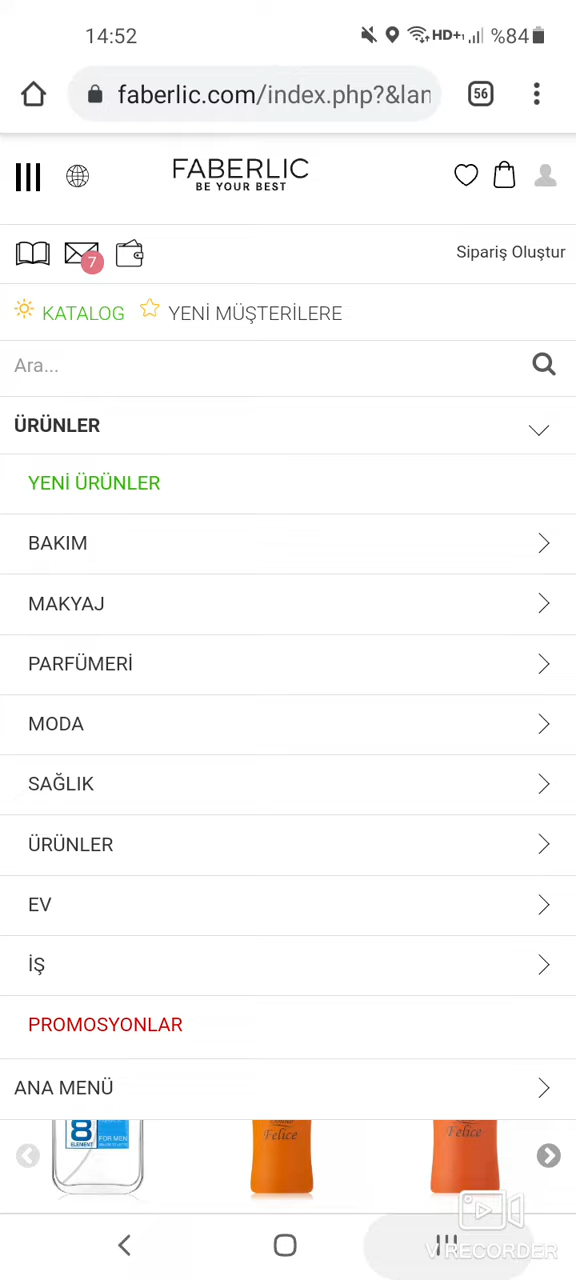 14:52
HD+ %84
faberlic.com/index.php?&lan
56
FABERLIC
BE YOUR BEST
7
Sipariş Oluştur
KATALOG YENİ MÜŞTERİLERE
Ara...
ÜRÜNLER
YENİ ÜRÜNLER
BAKIM
MAKYAJ
PARFÜMERİ
MODA
SAĞLIK
ÜRÜNLER
EV
İŞ
PROMOSYONLAR
ANA MENÜ
8
ELEMENT
FOR MEN
Felice
Felice
V RECORDER